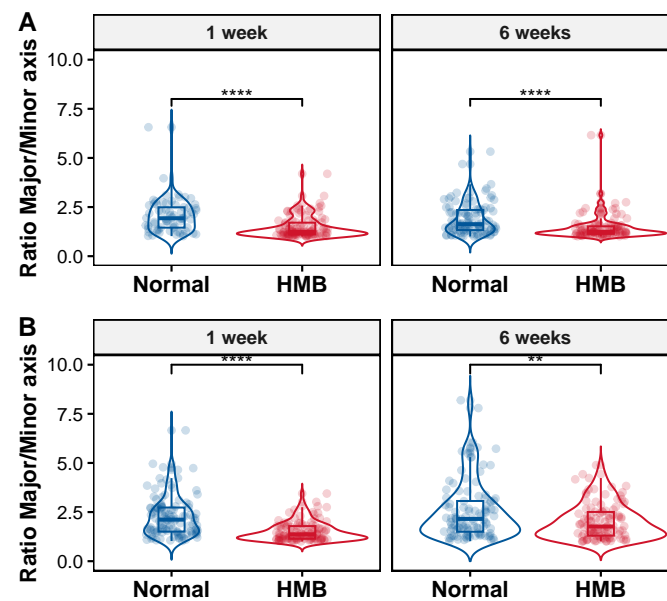 A
1 week
6 weeks
Ratio Major/Minor axis
10.0
7.5
5.0
2.5
0.0
****
****
Normal
HMB
Normal
HMB
B
1 week
6 weeks
Ratio Major/Minor axis
10.0
7.5
5.0
2.5
0.0
****
**
Normal
HMB
Normal
HMB